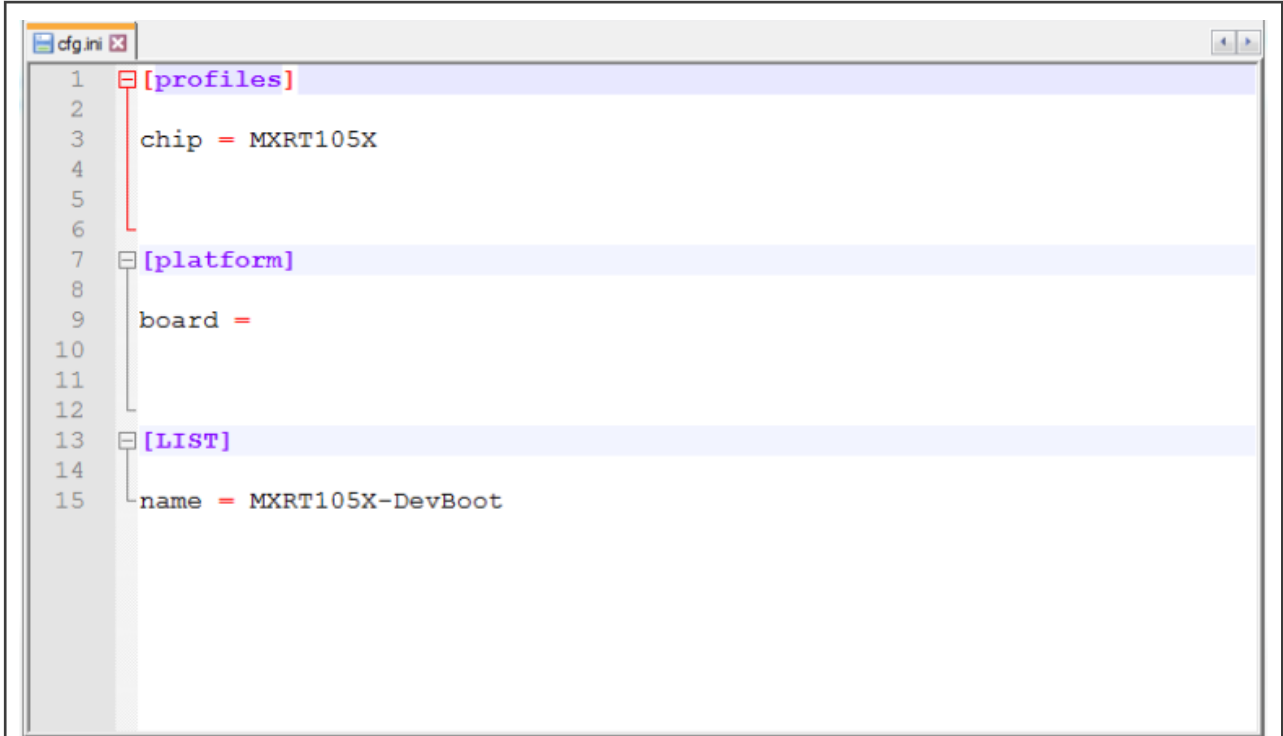 cfg.ini
1 [profiles]
2
3 chip = MXRT105X
4
5
6
7 [platform]
8
9 board =
10
11
12
13 [LIST]
14
15 name = MXRT105X-DevBoot